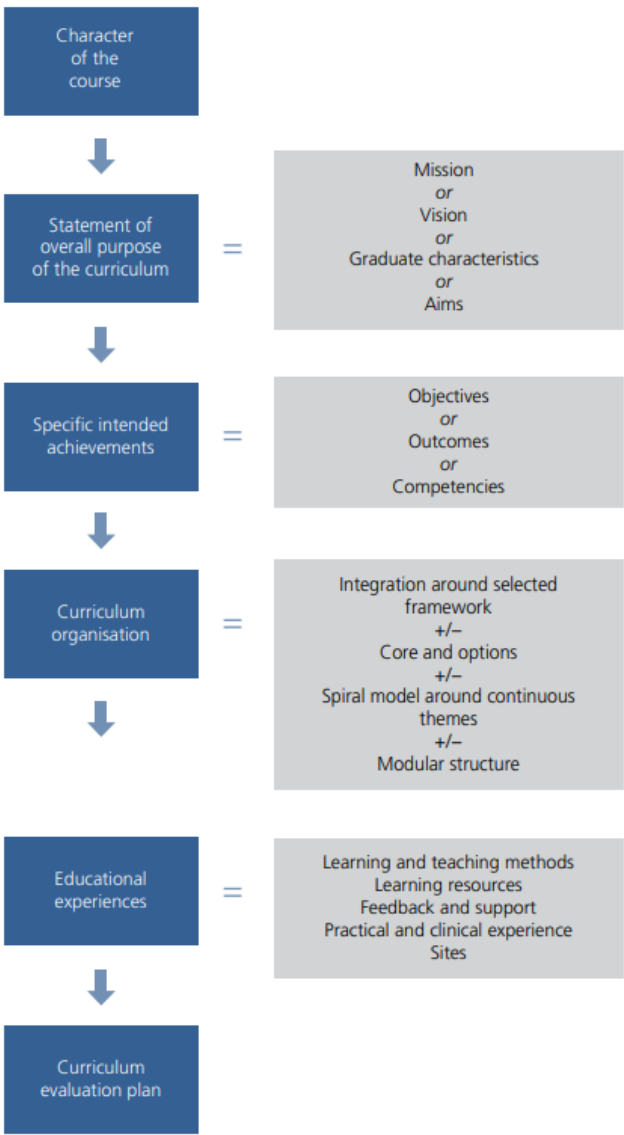 Character
of the
course
Statement of
overall purpose
of the curriculum
=
Mission
or
Vision
or
Graduate characteristics
or
Aims
Specific intended
achievements
=
Objectives
or
Outcomes
or
Competencies
Curriculum
organisation
=
Integration around selected
framework
+/–
Core and options
+/–
Spiral model around continuous
themes
+/–
Modular structure
Educational
experiences
=
Learning and teaching methods
Learning resources
Feedback and support
Practical and clinical experience
Sites
Curriculum
evaluation plan